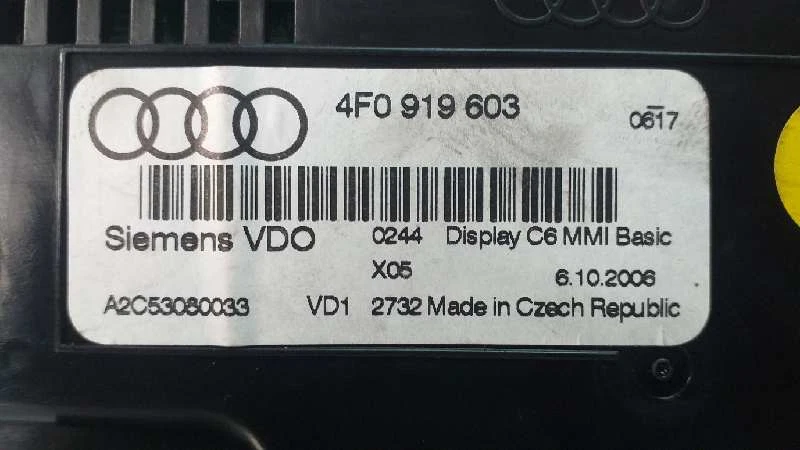 4F0 919 603 0617
Siemens VDO 0244 Display C6 MMI Basic
X05 6.10.2006
A2C53080033 VD1 2732 Made in Czech Republic